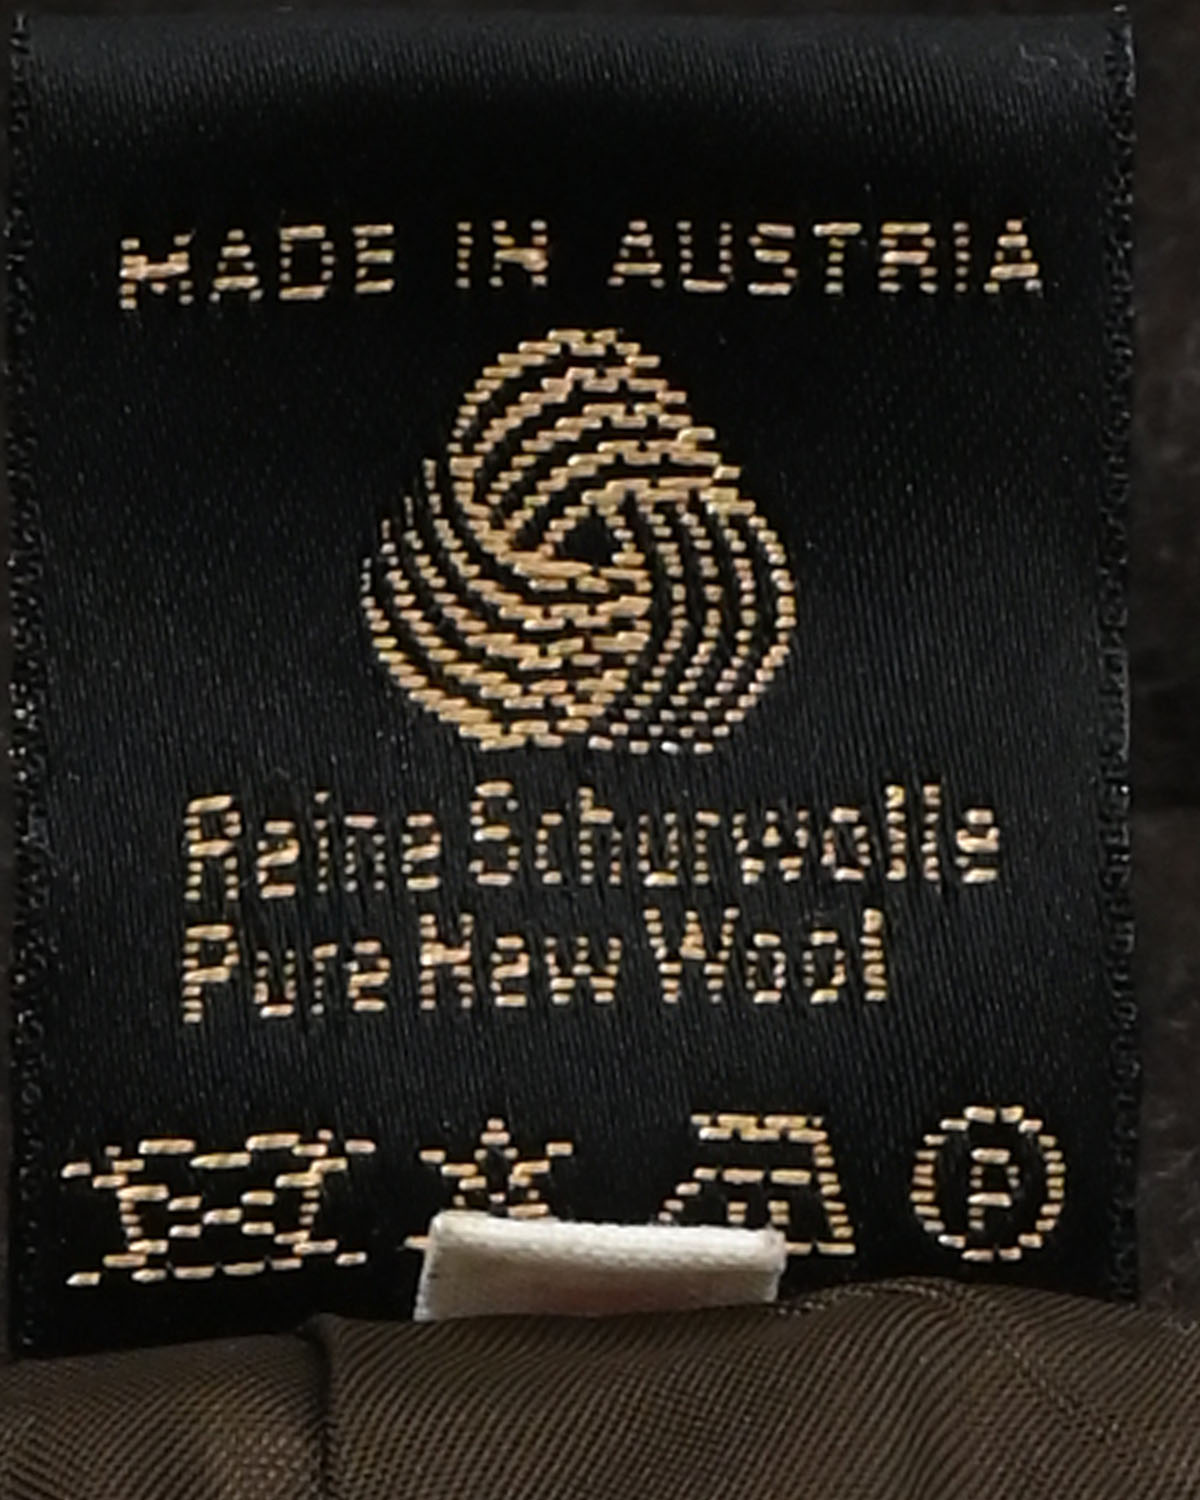 MADE IN AUSTRIA
Reine Schurwolle
Pure New Wool
P